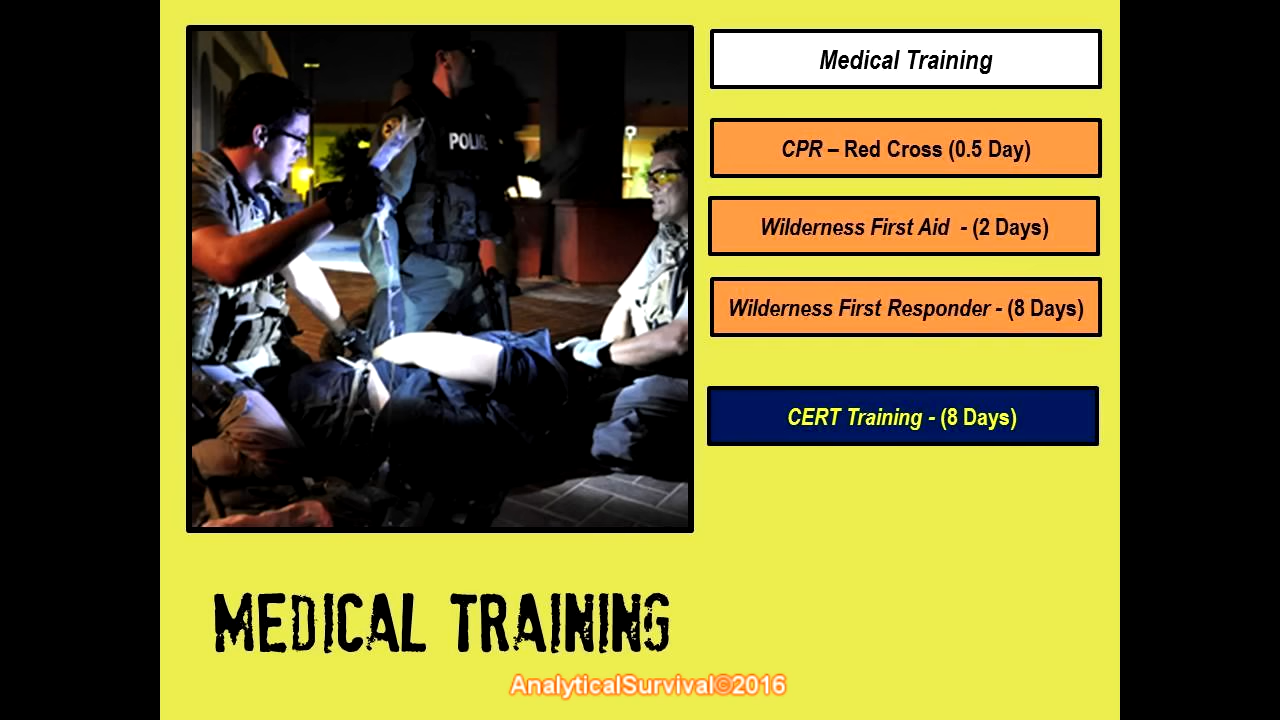 Medical Training
CPR – Red Cross (0.5 Day)
Wilderness First Aid - (2 Days)
Wilderness First Responder - (8 Days)
CERT Training - (8 Days)
POLICE
MEDICAL TRAINING
AnalyticalSurvival©2016